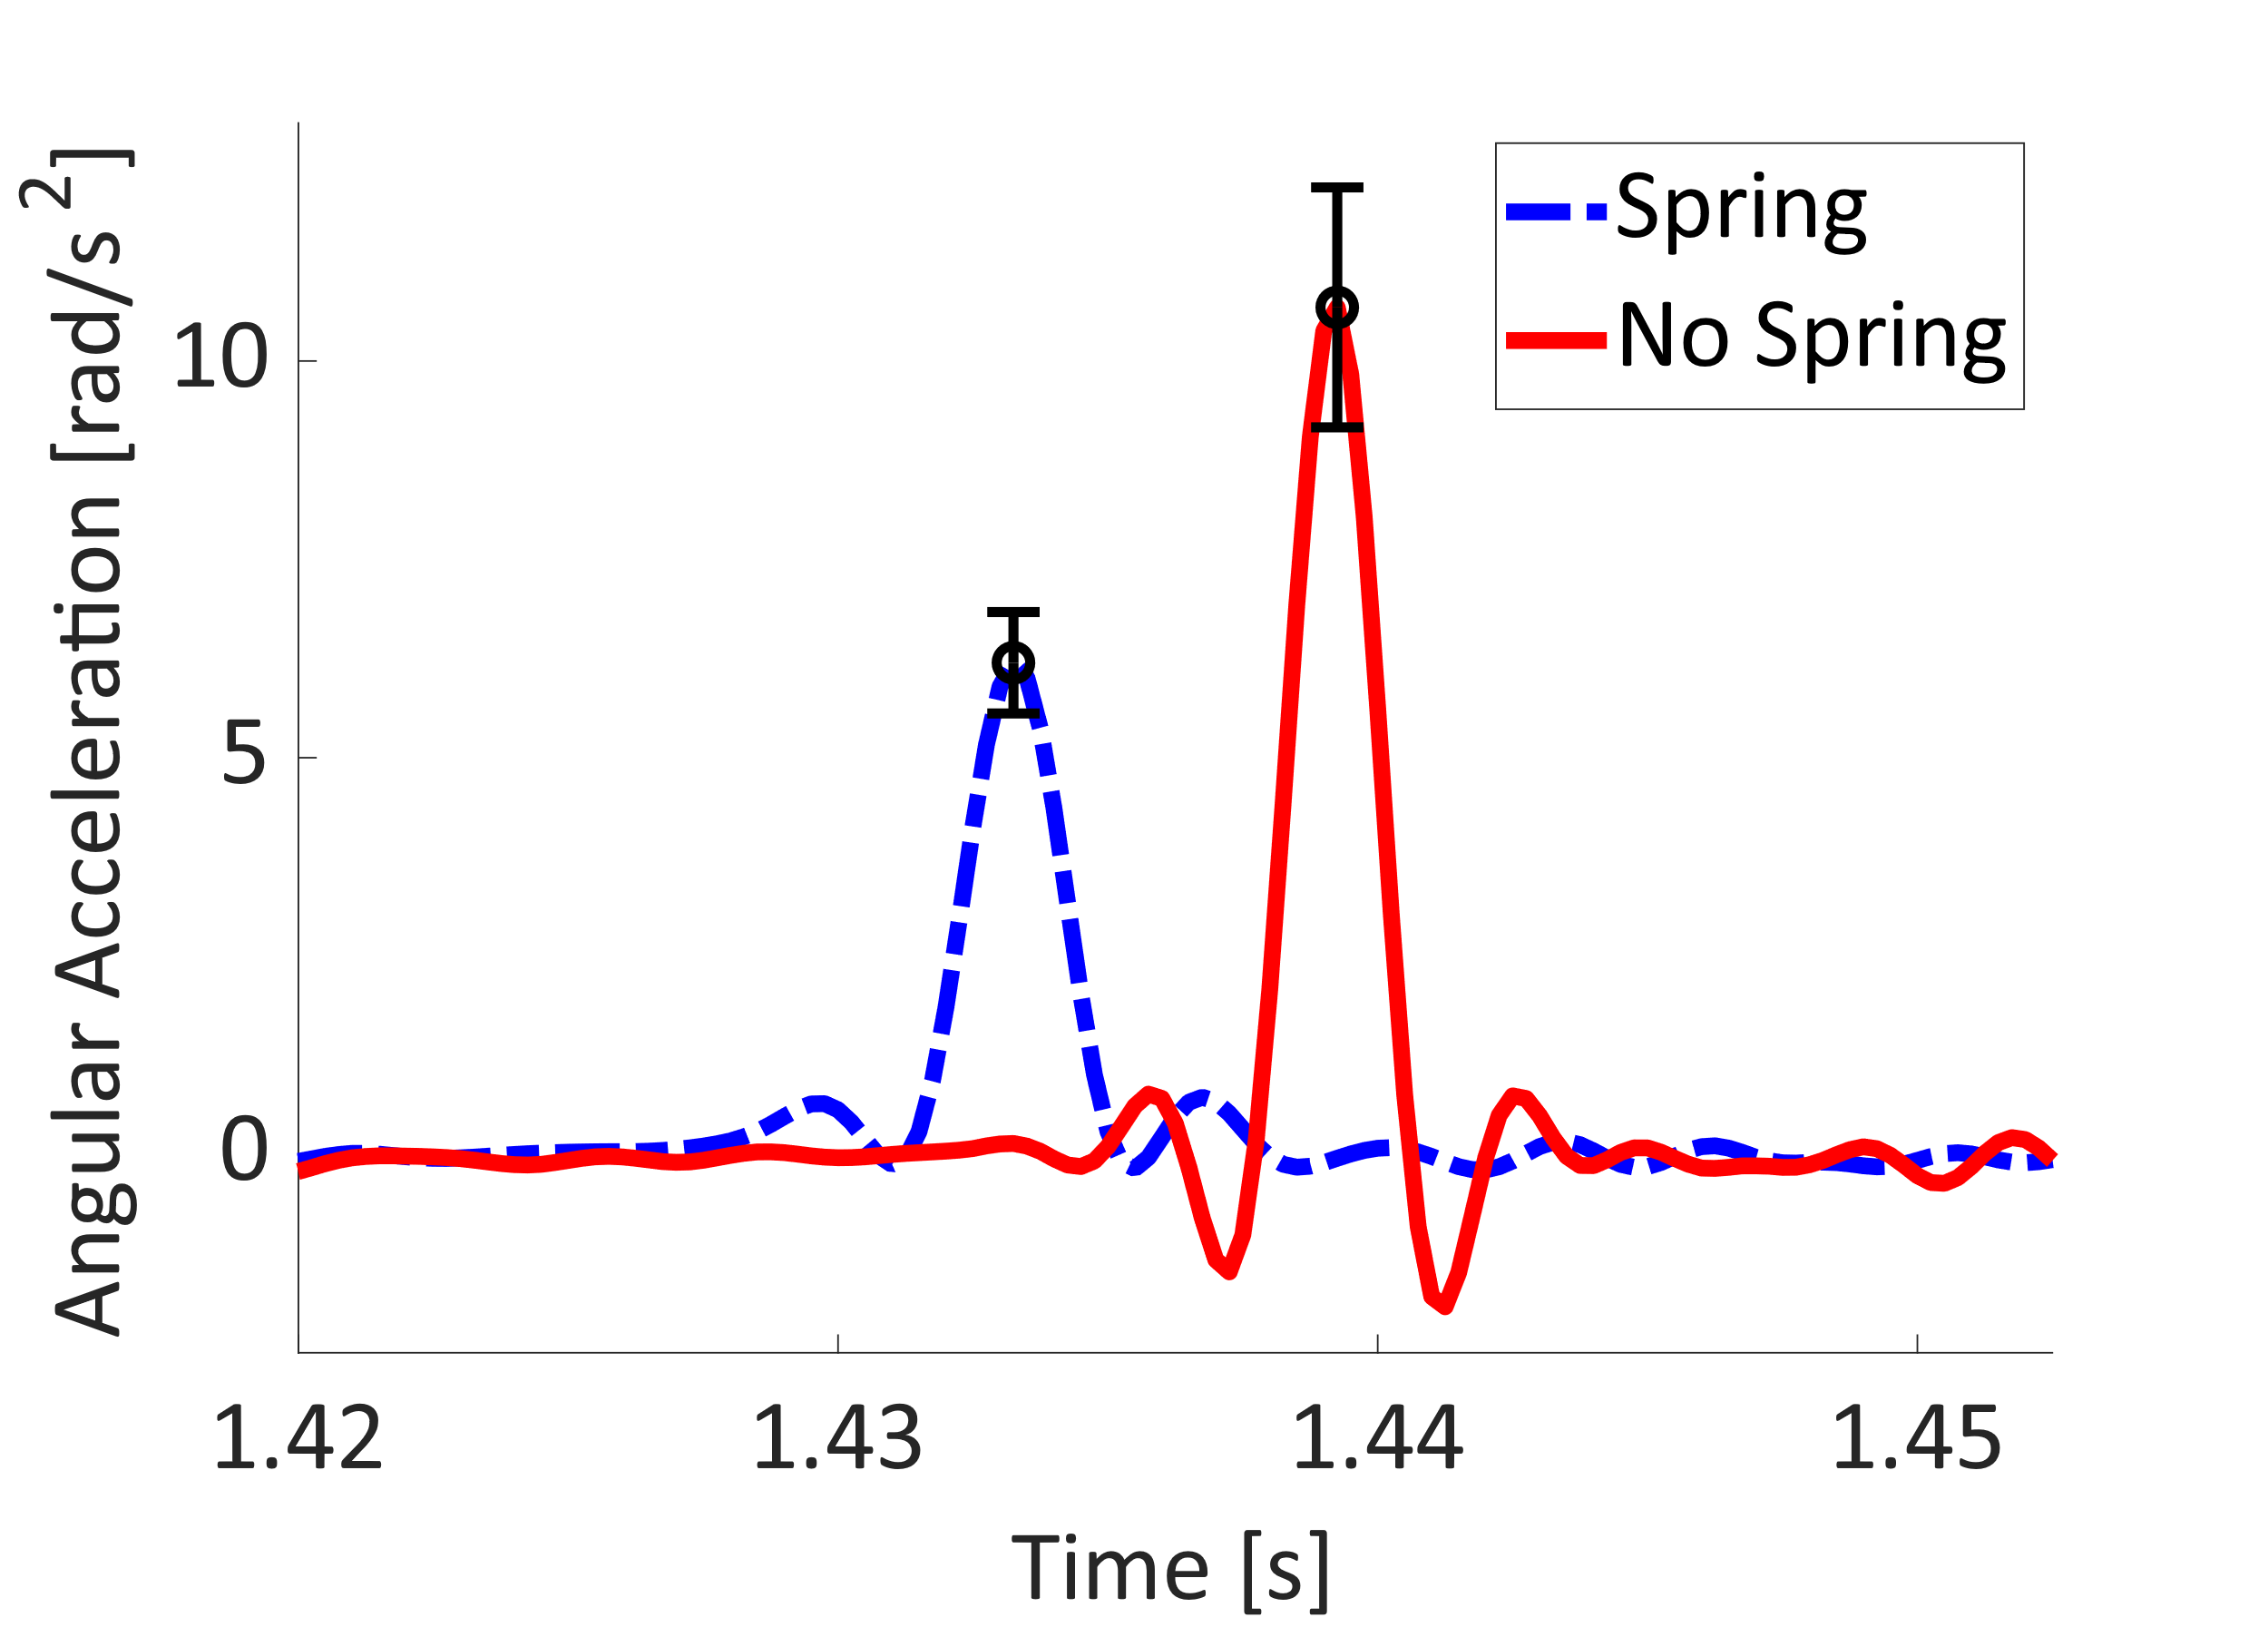 Angular Acceleration [rad/s²]
10
5
0
Spring
No Spring
1.42 1.43 1.44 1.45
Time [s]